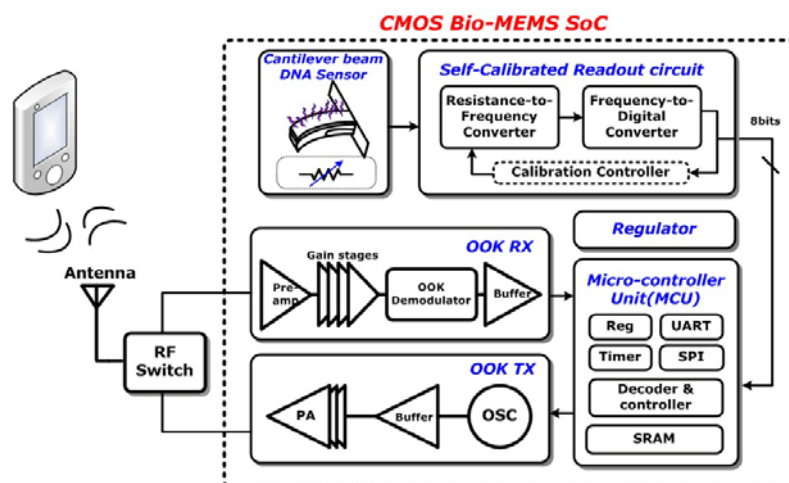 CMOS Bio-MEMS SoC
Cantilever beam
DNA Sensor
Self-Calibrated Readout circuit
Resistance-to-
Frequency
Converter
Frequency-to-
Digital
Converter
8bits
Calibration Controller
Regulator
OOK RX
Gain stages
Pre-
amp
OOK
Demodulator
Buffer
Antenna
RF
Switch
Micro-controller
Unit(MCU)
Reg
UART
Timer
SPI
Decoder &
controller
SRAM
OOK TX
PA
Buffer
OSC